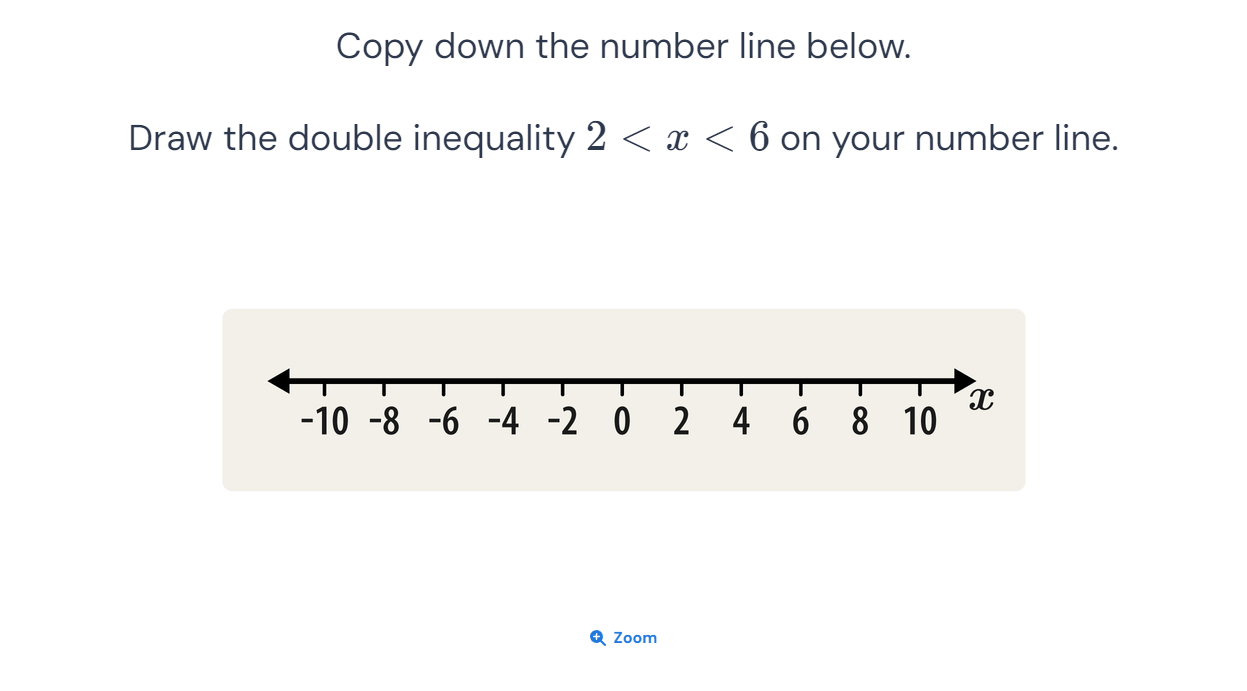 Copy down the number line below.
Draw the double inequality 2 < x < 6 on your number line.
-10 -8 -6 -4 -2 0 2 4 6 8 10 x
Zoom